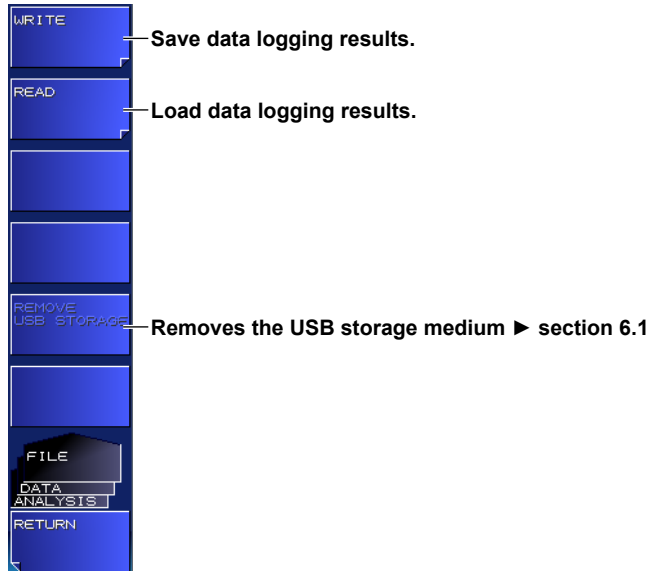 WRITE
Save data logging results.
READ
Load data logging results.
REMOVE
USB STORAGE
Removes the USB storage medium ► section 6.1
FILE
DATA
ANALYSIS
RETURN